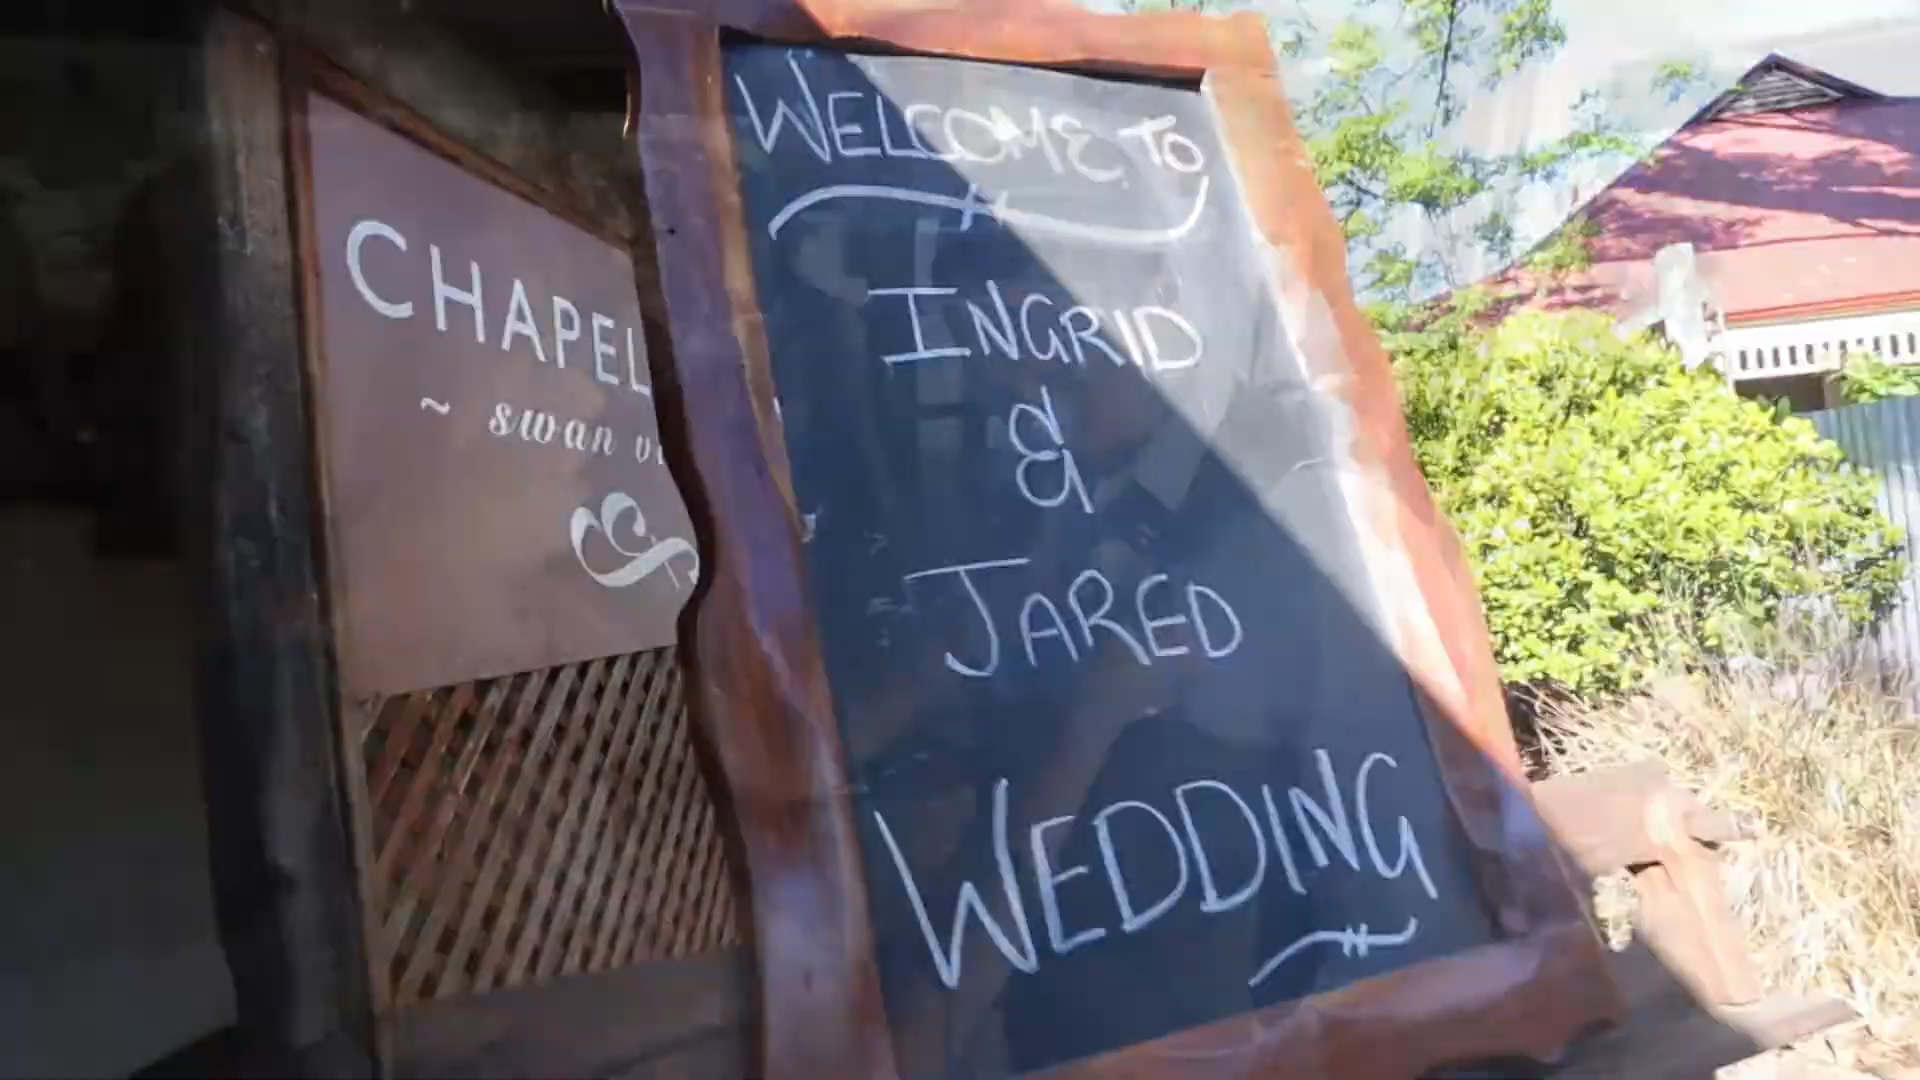 CHAPEL
~ swan
WELCOME TO
INGRID
&
JARED
WEDDING